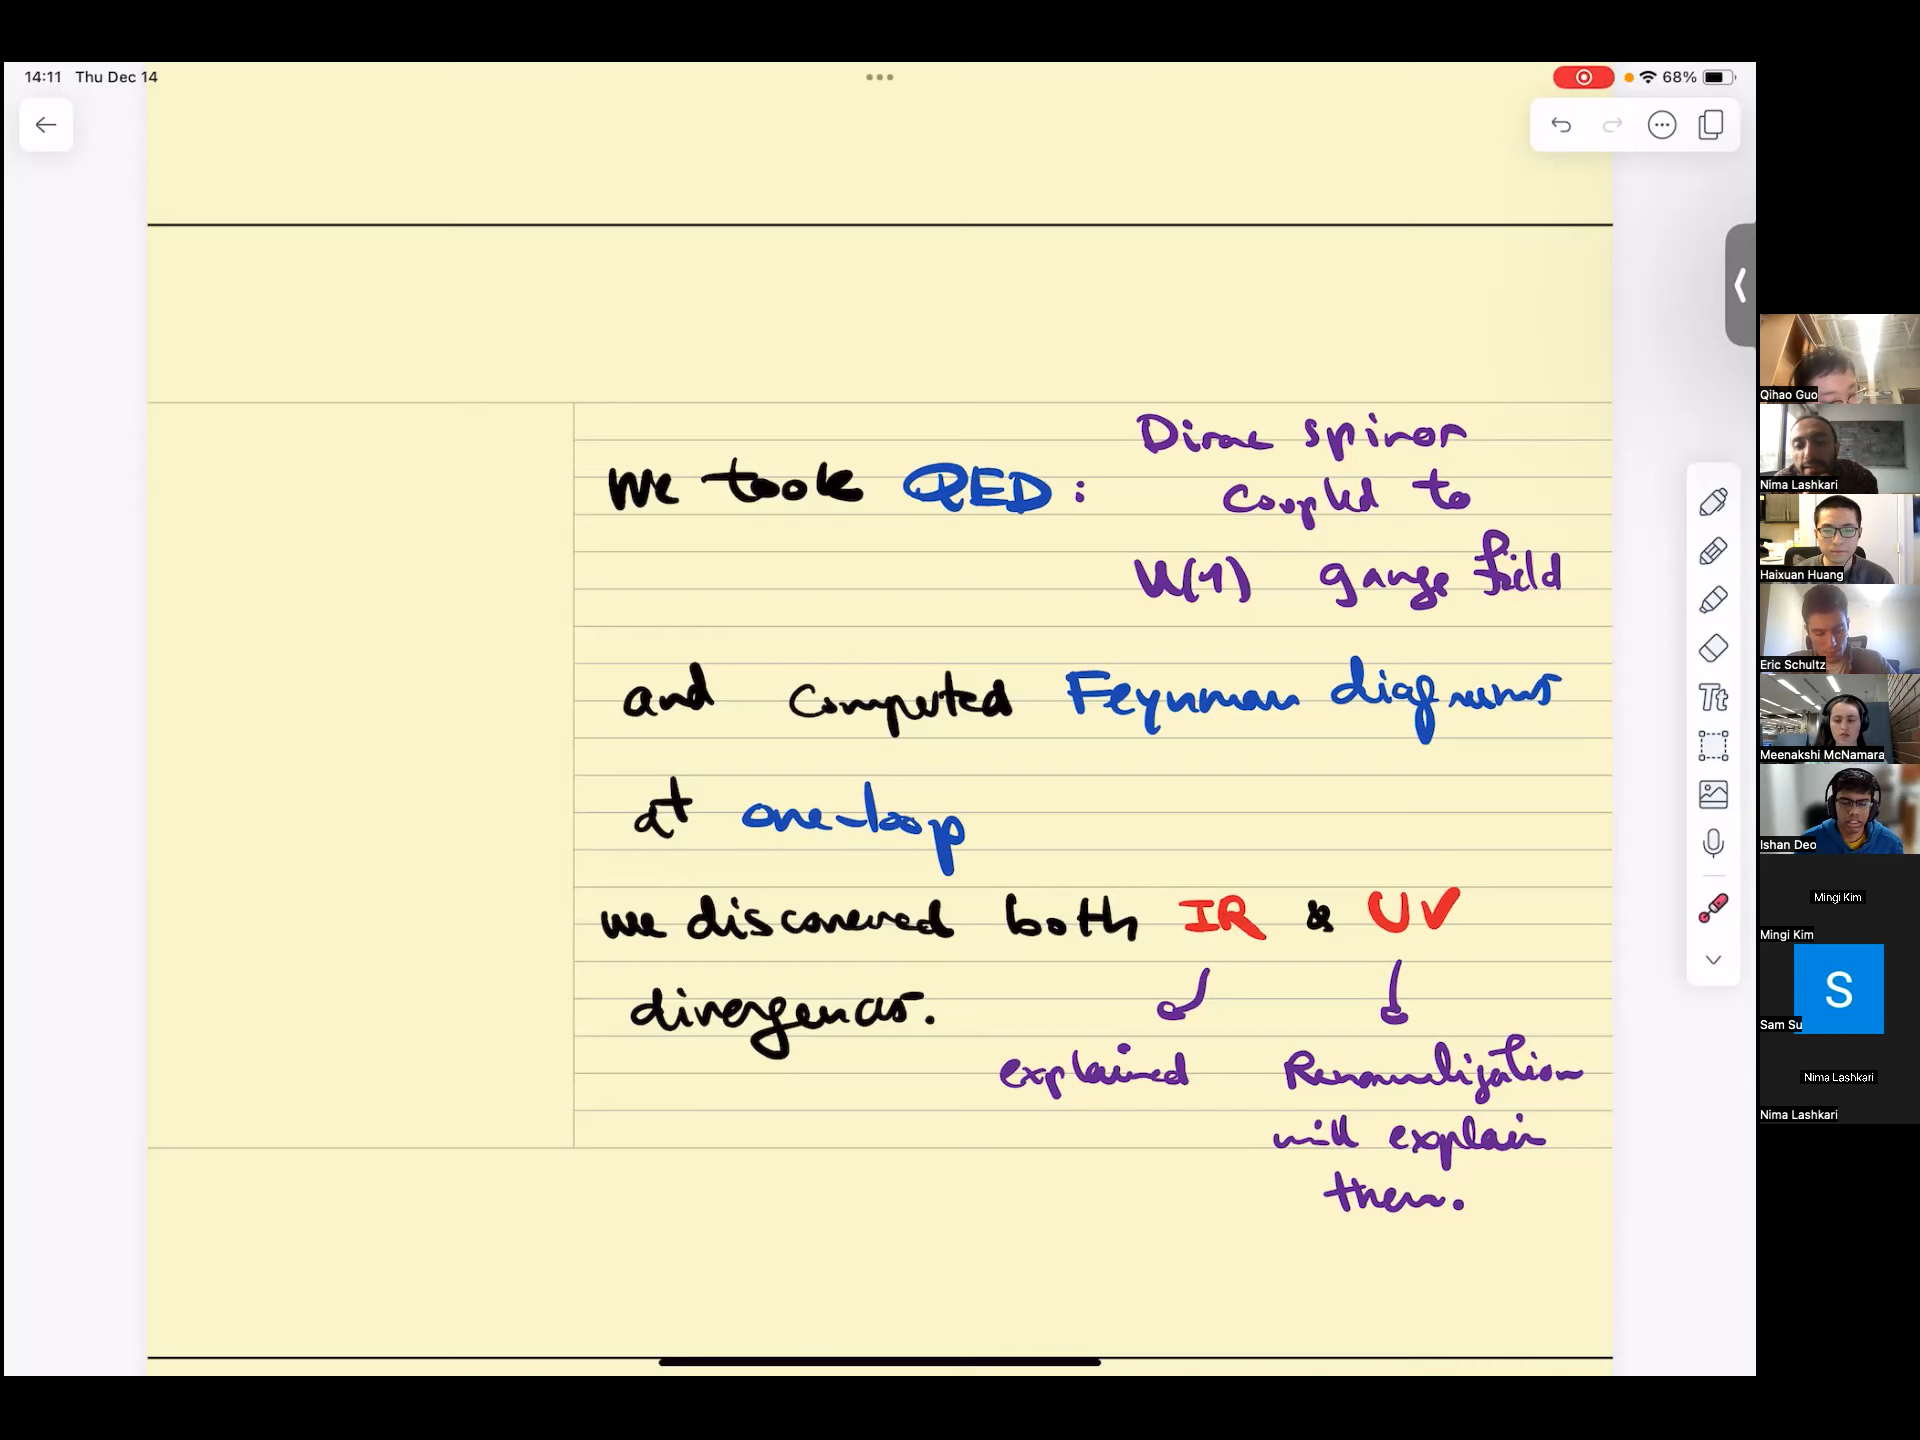 14:11 Thu Dec 14
68%
Dirac spinor
We took QED : coupled to
U(1) gauge field
and computed Feynman diagrams
at one-loop
we discovered both IR & UV
divergences.
explained Renormalization
will explain
them.
Tt
Qihao Guo
Nima Lashkari
Haixuan Huang
Eric Schultz
Meenakshi McNamara
Ishan Deo
Mingi Kim
Mingi Kim
S
Sam Su
Nima Lashkari
Nima Lashkari